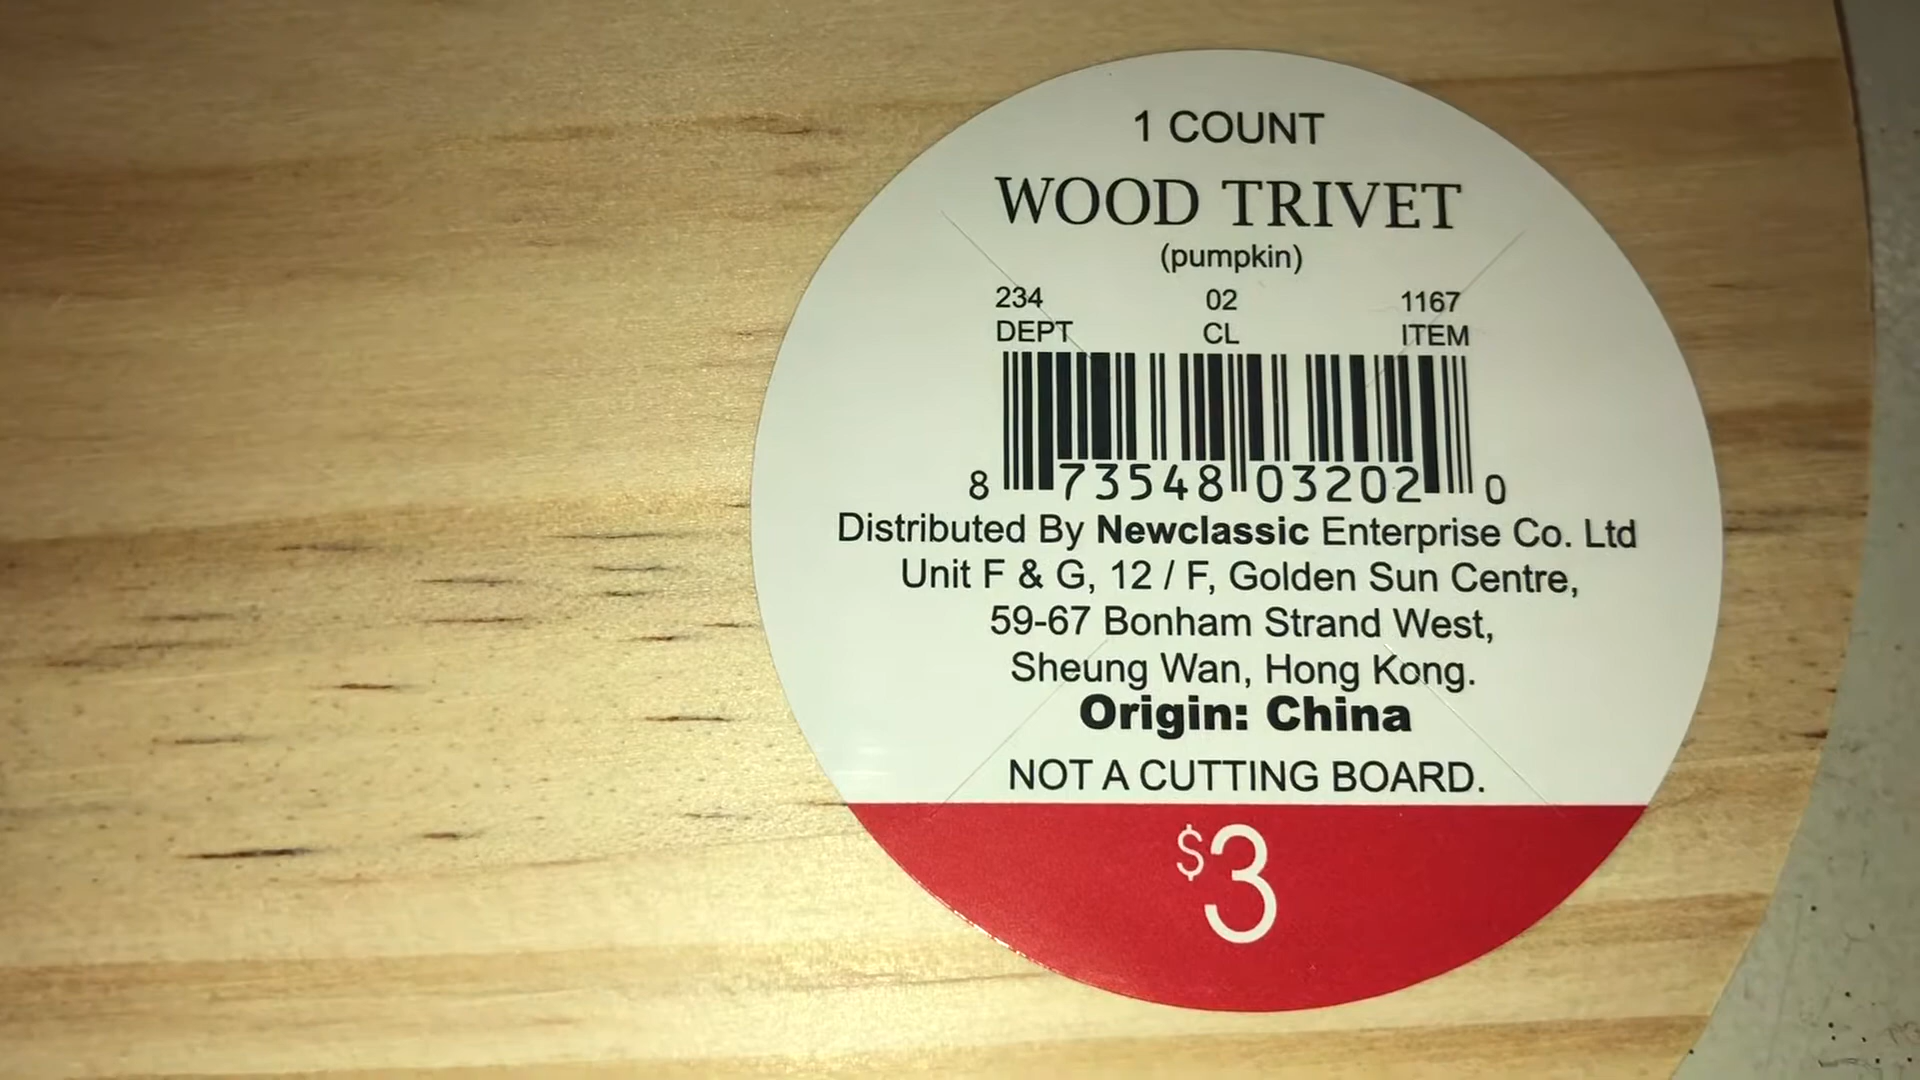 1 COUNT
WOOD TRIVET
(pumpkin)
234 02 1167
DEPT CL ITEM
8 73548 03202 0
Distributed By Newclassic Enterprise Co. Ltd
Unit F & G, 12 / F, Golden Sun Centre,
59-67 Bonham Strand West,
Sheung Wan, Hong Kong.
Origin: China
NOT A CUTTING BOARD.
$3